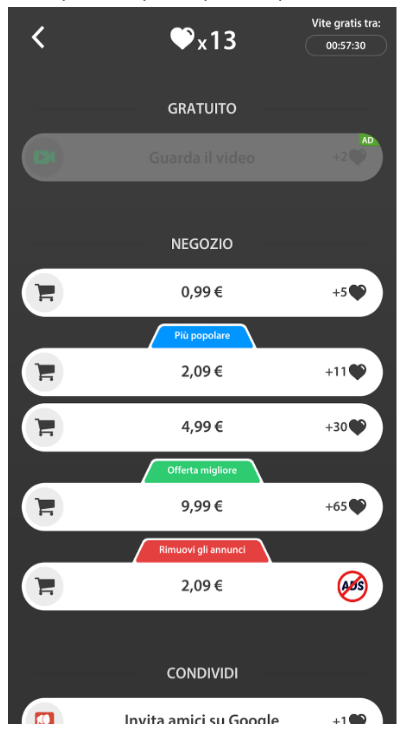 Vite gratis tra:
x13
00:57:30
GRATUITO
AD
Guarda il video
+2
NEGOZIO
0,99 €
+5
Più popolare
2,09 €
+11
4,99 €
+30
Offerta migliore
9,99 €
+65
Rimuovi gli annunci
2,09 €
ADS
CONDIVIDI
Invita amici su Google
+1